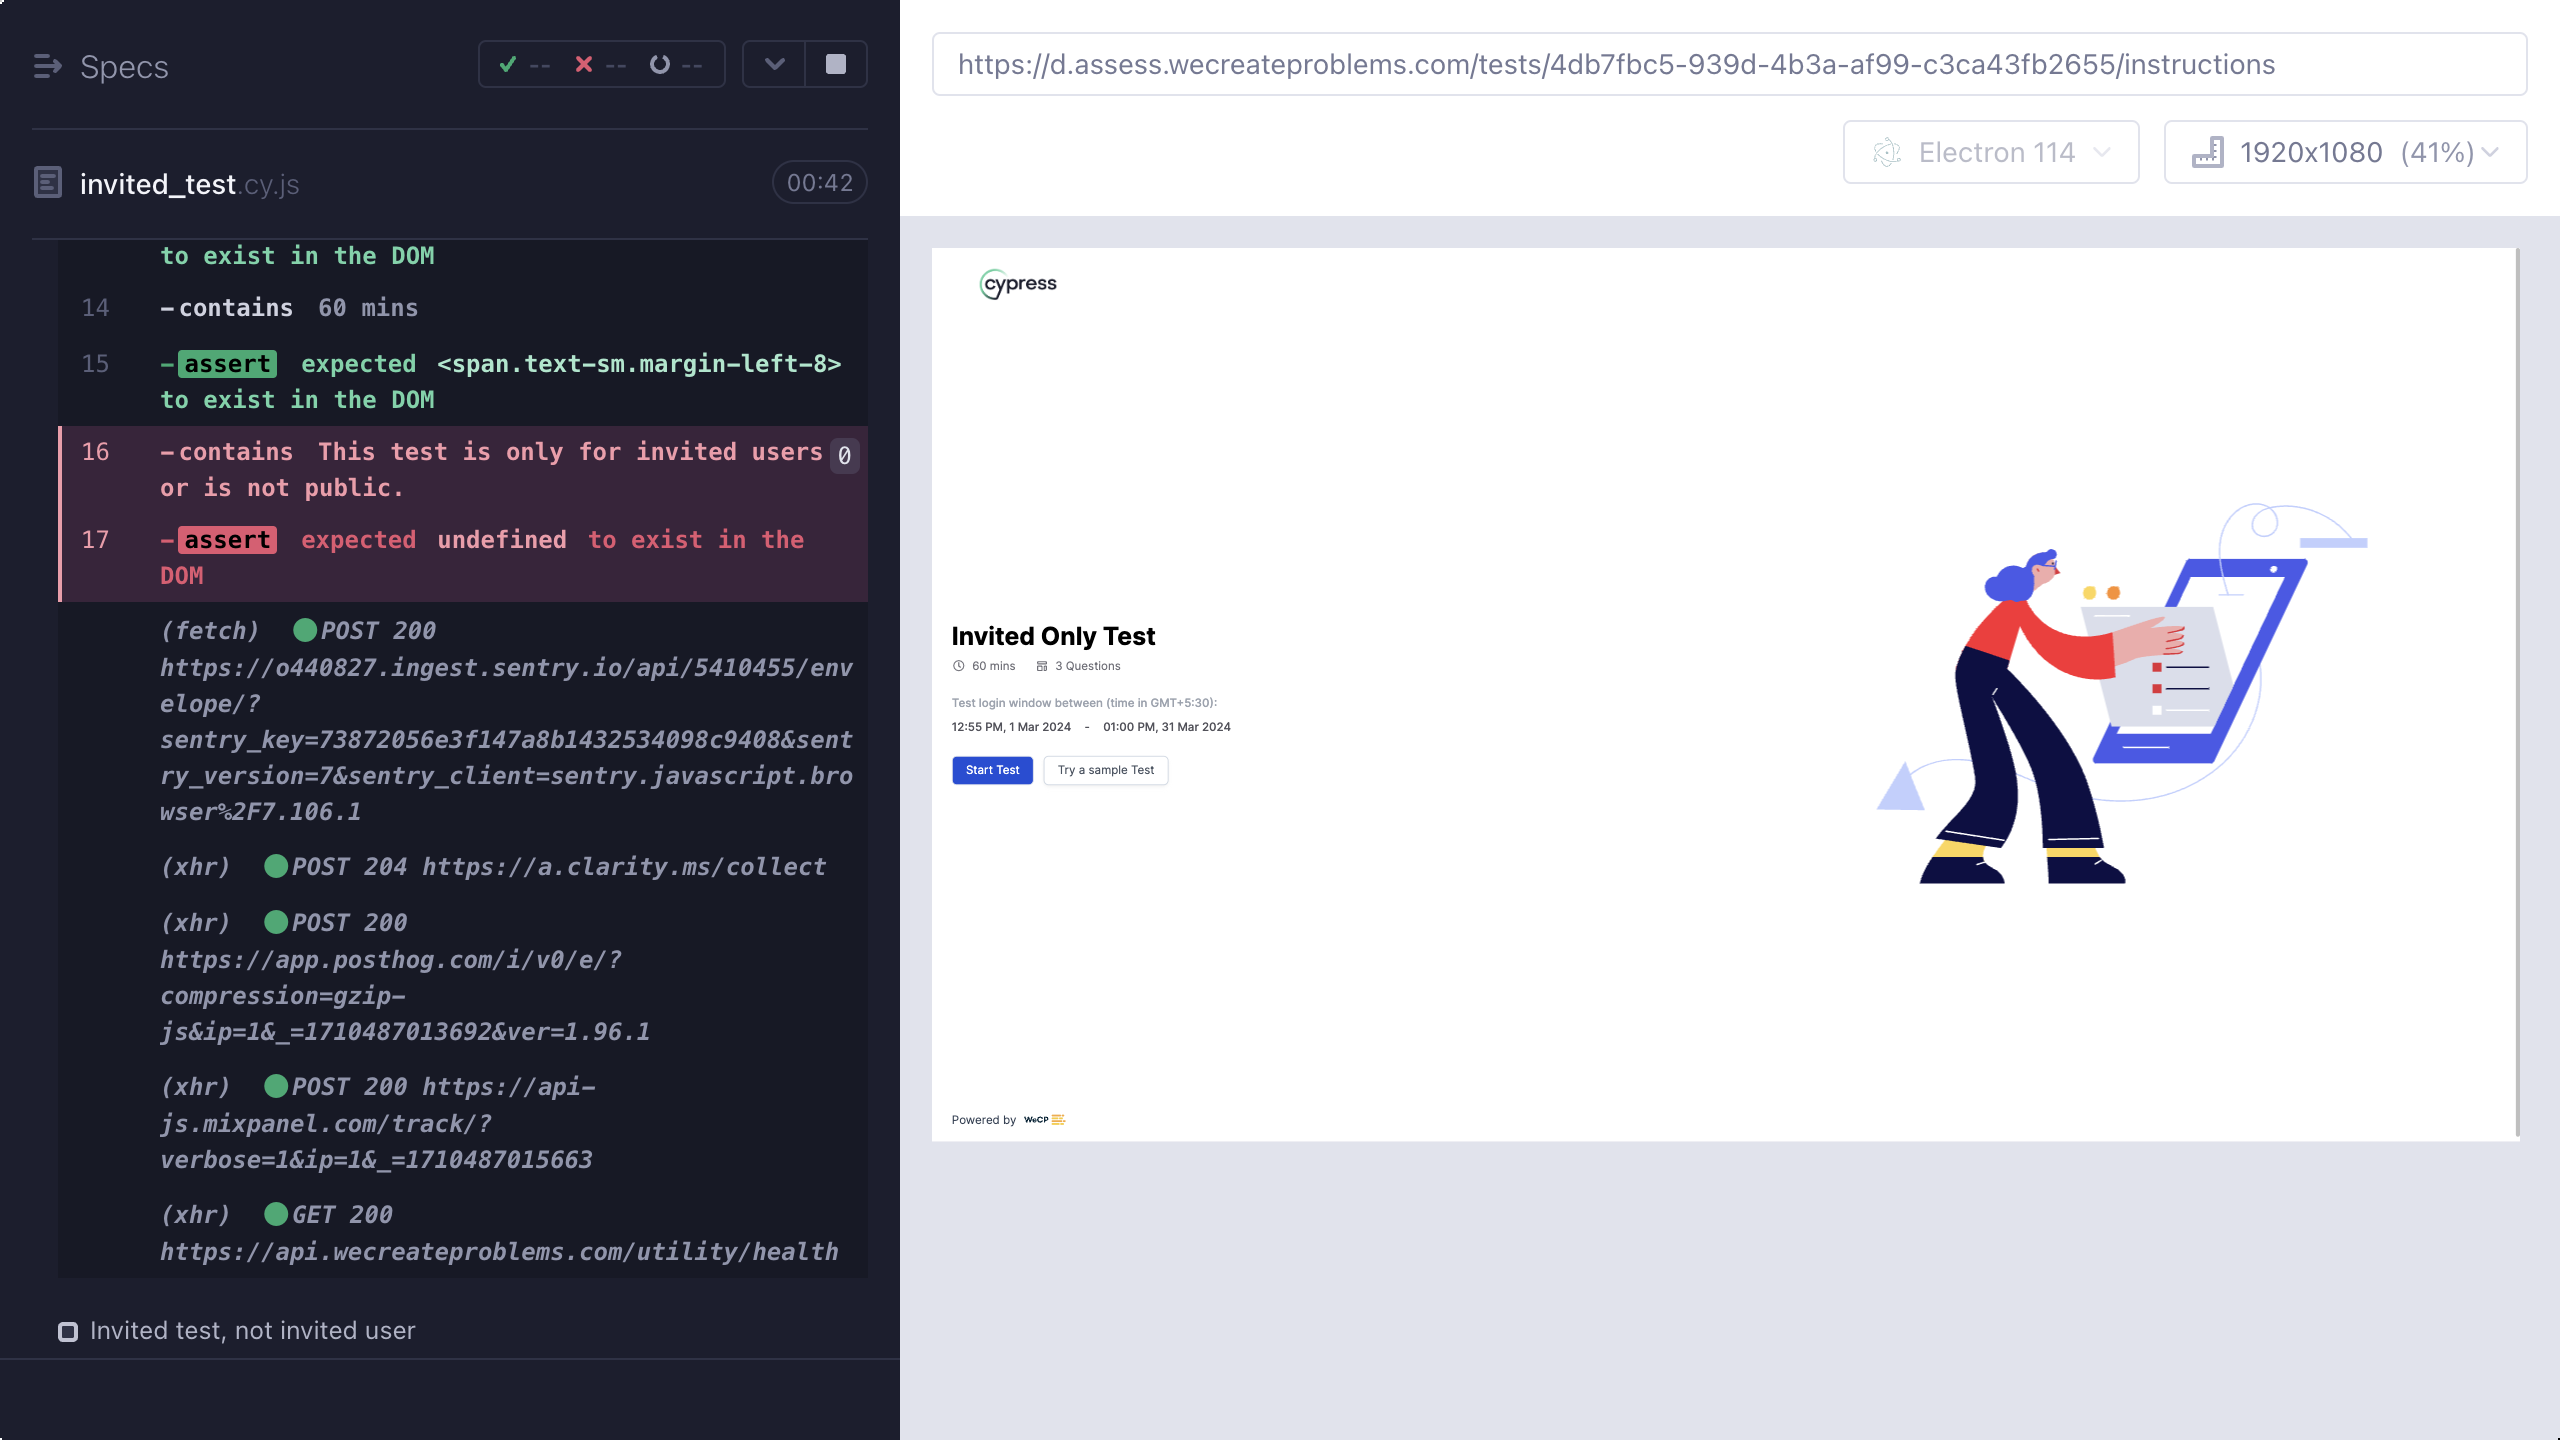 Specs
-- -- --
invited_test.cy.js
00:42
to exist in the DOM
14 -contains 60 mins
15 -assert expected <span.text-sm.margin-left-8>
to exist in the DOM
16 -contains This test is only for invited users 0
or is not public.
17 -assert expected undefined to exist in the
DOM
(fetch) POST 200
https://o440827.ingest.sentry.io/api/5410455/env
elope/?
sentry_key=73872056e3f147a8b1432534098c9408&sent
ry_version=7&sentry_client=sentry.javascript.bro
wser%2F7.106.1
(xhr) POST 204 https://a.clarity.ms/collect
(xhr) POST 200
https://app.posthog.com/i/v0/e/?
compression=gzip-
js&ip=1&_=1710487013692&ver=1.96.1
(xhr) POST 200 https://api-
js.mixpanel.com/track/?
verbose=1&ip=1&_=1710487015663
(xhr) GET 200
https://api.wecreateproblems.com/utility/health
Invited test, not invited user
https://d.assess.wecreateproblems.com/tests/4db7fbc5-939d-4b3a-af99-c3ca43fb2655/instructions
Electron 114
1920x1080 (41%)
cypress
Invited Only Test
60 mins 3 Questions
Test login window between (time in GMT+5:30):
12:55 PM, 1 Mar 2024 - 01:00 PM, 31 Mar 2024
Start Test Try a sample Test
Powered by WeCP